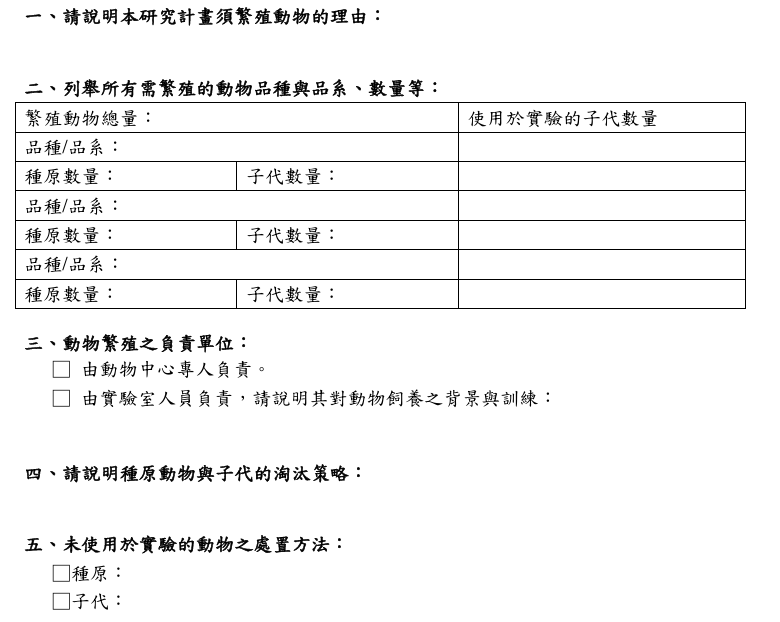 一、請說明本研究計畫須繁殖動物的理由：
二、列舉所有需繁殖的動物品種與品系、數量等：
繁殖動物總量： 使用於實驗的子代數量
品種/品系：
種原數量： 子代數量：
品種/品系：
種原數量： 子代數量：
品種/品系：
種原數量： 子代數量：
三、動物繁殖之負責單位：
□ 由動物中心專人負責。
□ 由實驗室人員負責，請說明其對動物飼養之背景與訓練：
四、請說明種原動物與子代的淘汰策略：
五、未使用於實驗的動物之處置方法：
□種原：
□子代：